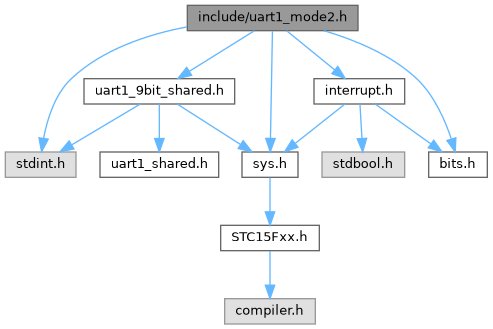 include/uart1_mode2.h
uart1_9bit_shared.h
interrupt.h
stdint.h
uart1_shared.h
sys.h
stdbool.h
bits.h
STC15Fxx.h
compiler.h